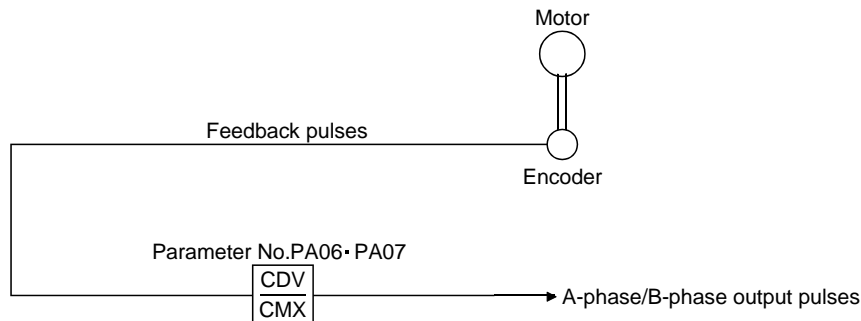 Motor
Feedback pulses
Encoder
Parameter No.PA06·PA07
CDV
CMX
A-phase/B-phase output pulses